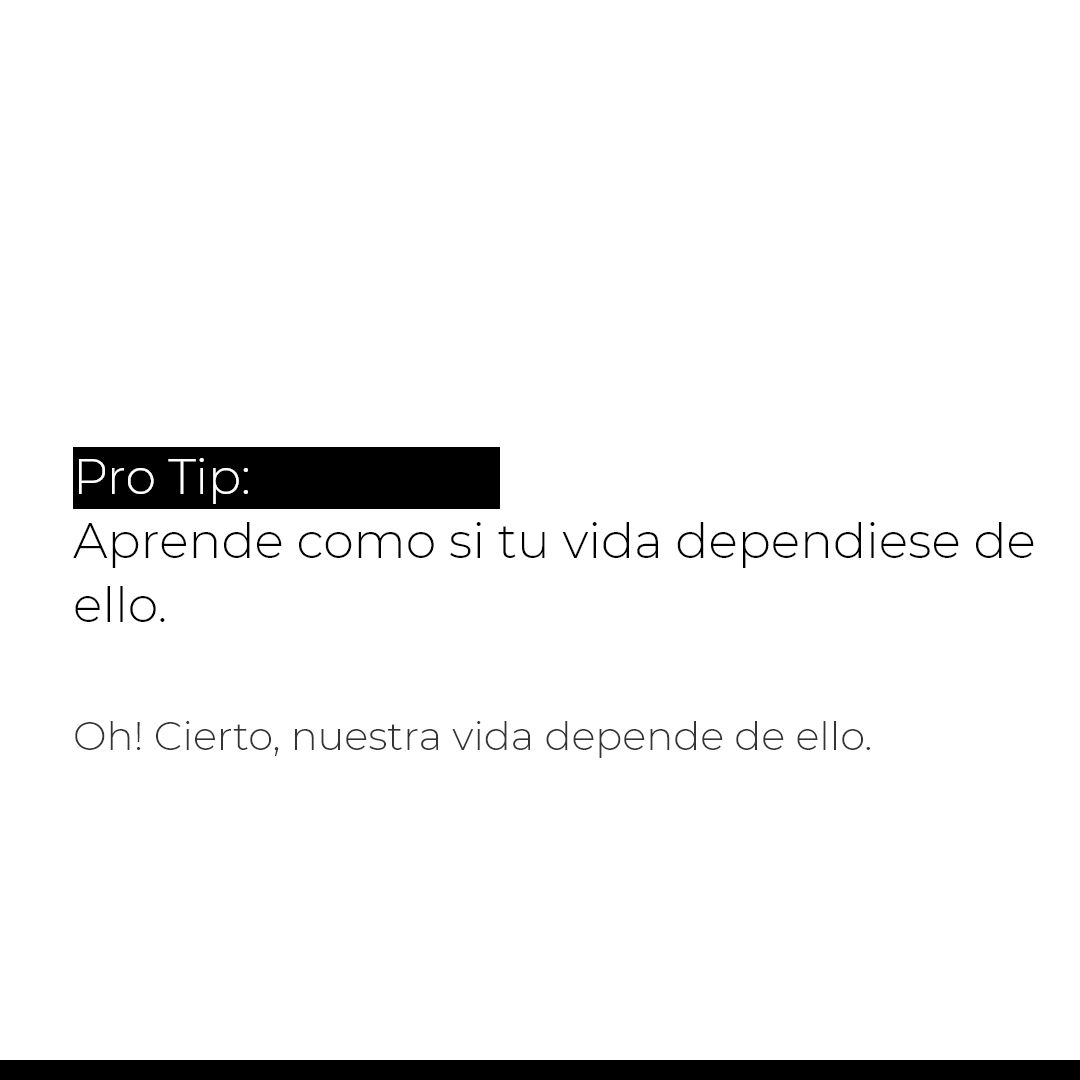 Pro Tip:
Aprende como si tu vida dependiese de
ello.
Oh! Cierto, nuestra vida depende de ello.